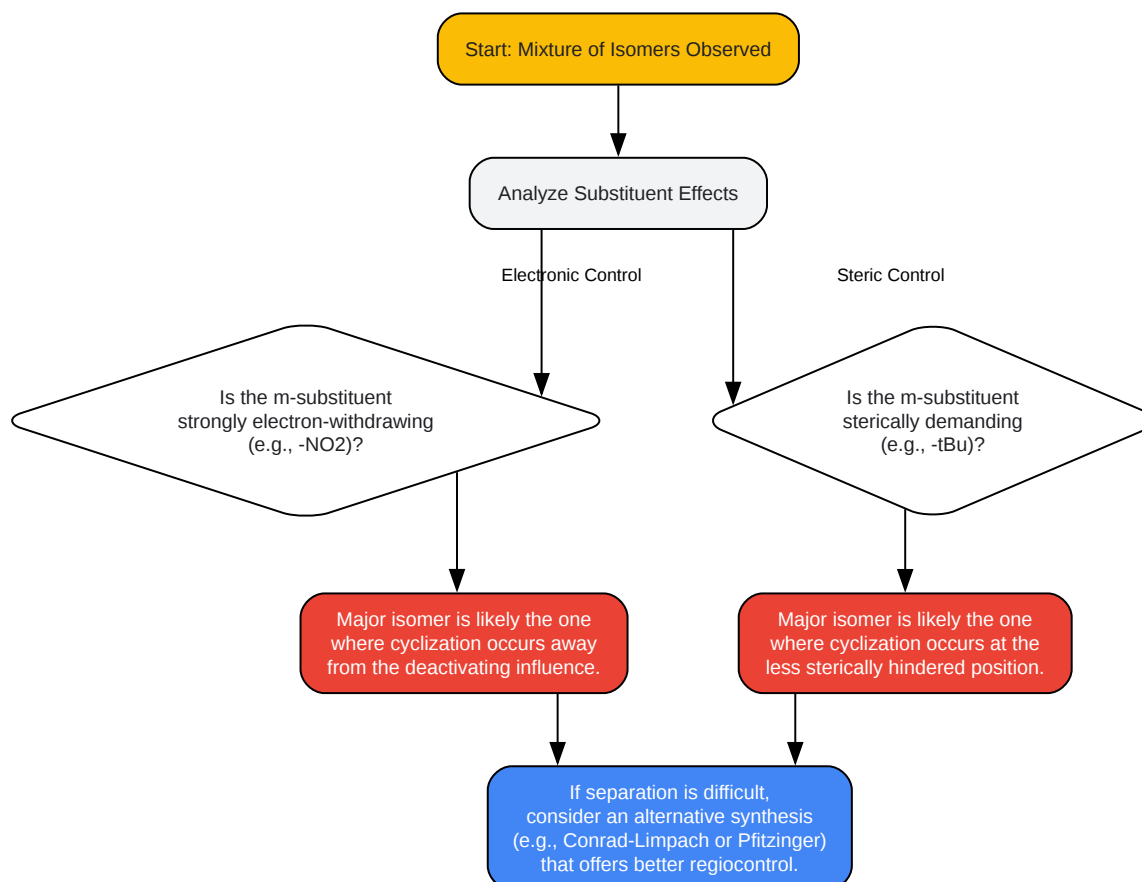 Start: Mixture of Isomers Observed
Analyze Substituent Effects
Electronic Control
Steric Control
Is the m-substituent
strongly electron-withdrawing
(e.g., -NO2)?
Is the m-substituent
sterically demanding
(e.g., -tBu)?
Major isomer is likely the one
where cyclization occurs away
from the deactivating influence.
Major isomer is likely the one
where cyclization occurs at the
less sterically hindered position.
If separation is difficult,
consider an alternative synthesis
(e.g., Conrad-Limpach or Pfitzinger)
that offers better regiocontrol.